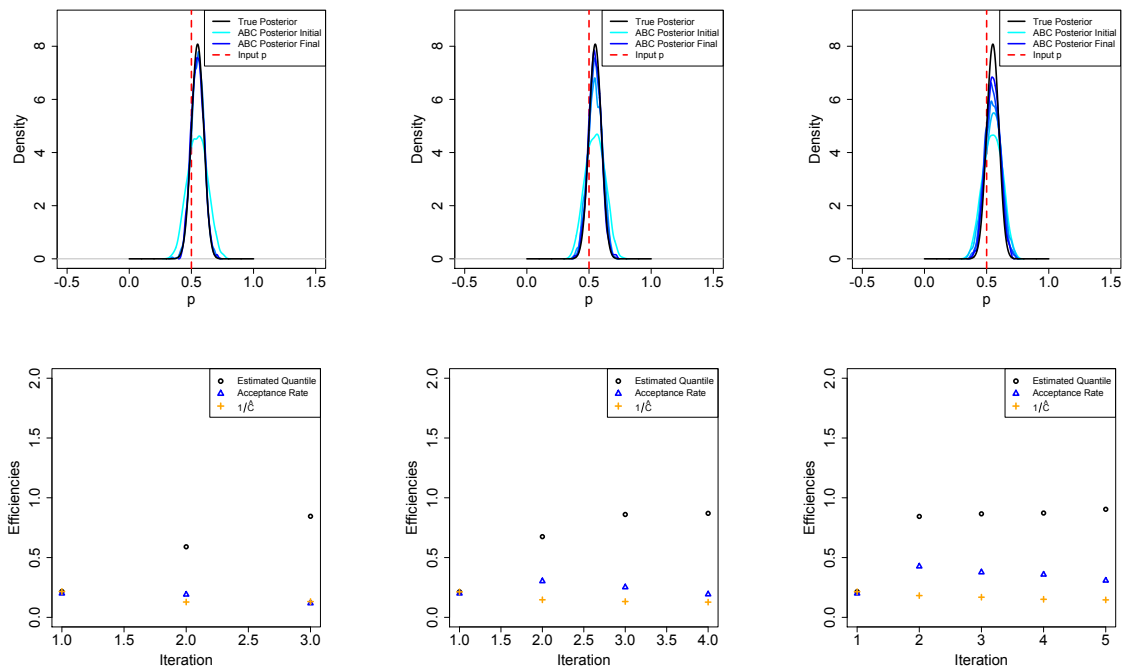 True Posterior
ABC Posterior Initial
ABC Posterior Final
Input p
Density
0 2 4 6 8
-0.5 0.0 0.5 1.0 1.5
p
True Posterior
ABC Posterior Initial
ABC Posterior Final
Input p
Density
0 2 4 6 8
-0.5 0.0 0.5 1.0 1.5
p
True Posterior
ABC Posterior Initial
ABC Posterior Final
Input p
Density
0 2 4 6 8
-0.5 0.0 0.5 1.0 1.5
p
Estimated Quantile
Acceptance Rate
1/Ĉ
Efficiencies
0.0 0.5 1.0 1.5 2.0
1.0 1.5 2.0 2.5 3.0
Iteration
Estimated Quantile
Acceptance Rate
1/Ĉ
Efficiencies
0.0 0.5 1.0 1.5 2.0
1.0 1.5 2.0 2.5 3.0 3.5 4.0
Iteration
Estimated Quantile
Acceptance Rate
1/Ĉ
Efficiencies
0.0 0.5 1.0 1.5 2.0
1 2 3 4 5
Iteration